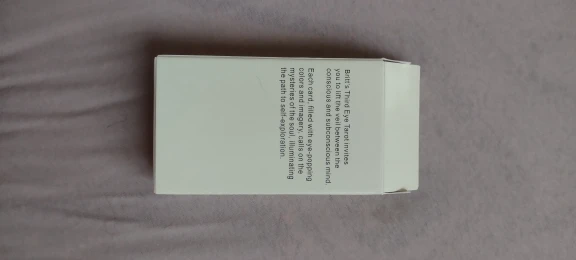 Britt's Third Eye Tarot invites
you to lift the veil between the
conscious and subconscious mind.
Each card, filled with eye-popping
colors and imagery, calls on the
mysteries of the soul, illuminating
the path to self-exploration.